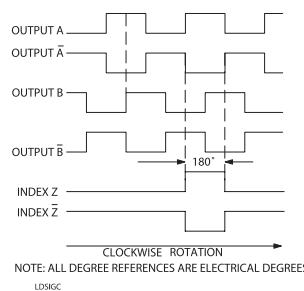 OUTPUT A
OUTPUT A̅
OUTPUT B
OUTPUT B̅
180°
INDEX Z
INDEX Z̅
CLOCKWISE ROTATION
NOTE: ALL DEGREE REFERENCES ARE ELECTRICAL DEGREES
LDSIGC